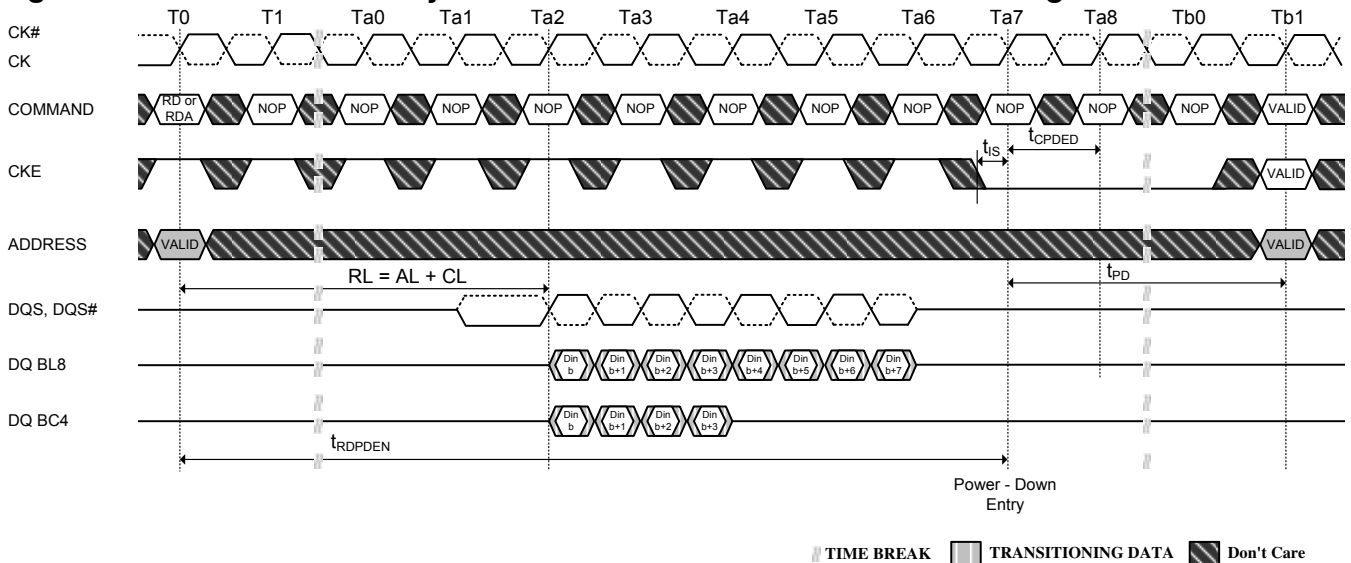 T0 T1 Ta0 Ta1 Ta2 Ta3 Ta4 Ta5 Ta6 Ta7 Ta8 Tb0 Tb1
CK#
CK
COMMAND RD or RDA NOP NOP NOP NOP NOP NOP NOP NOP NOP NOP NOP VALID
tIS tCPDED
CKE VALID
ADDRESS VALID VALID
RL = AL + CL tPD
DQS, DQS#
DQ BL8 Din b Din b+1 Din b+2 Din b+3 Din b+4 Din b+5 Din b+6 Din b+7
DQ BC4 Din b Din b+1 Din b+2 Din b+3
tRDPDEN
Power - Down
Entry
TIME BREAK TRANSITIONING DATA Don't Care